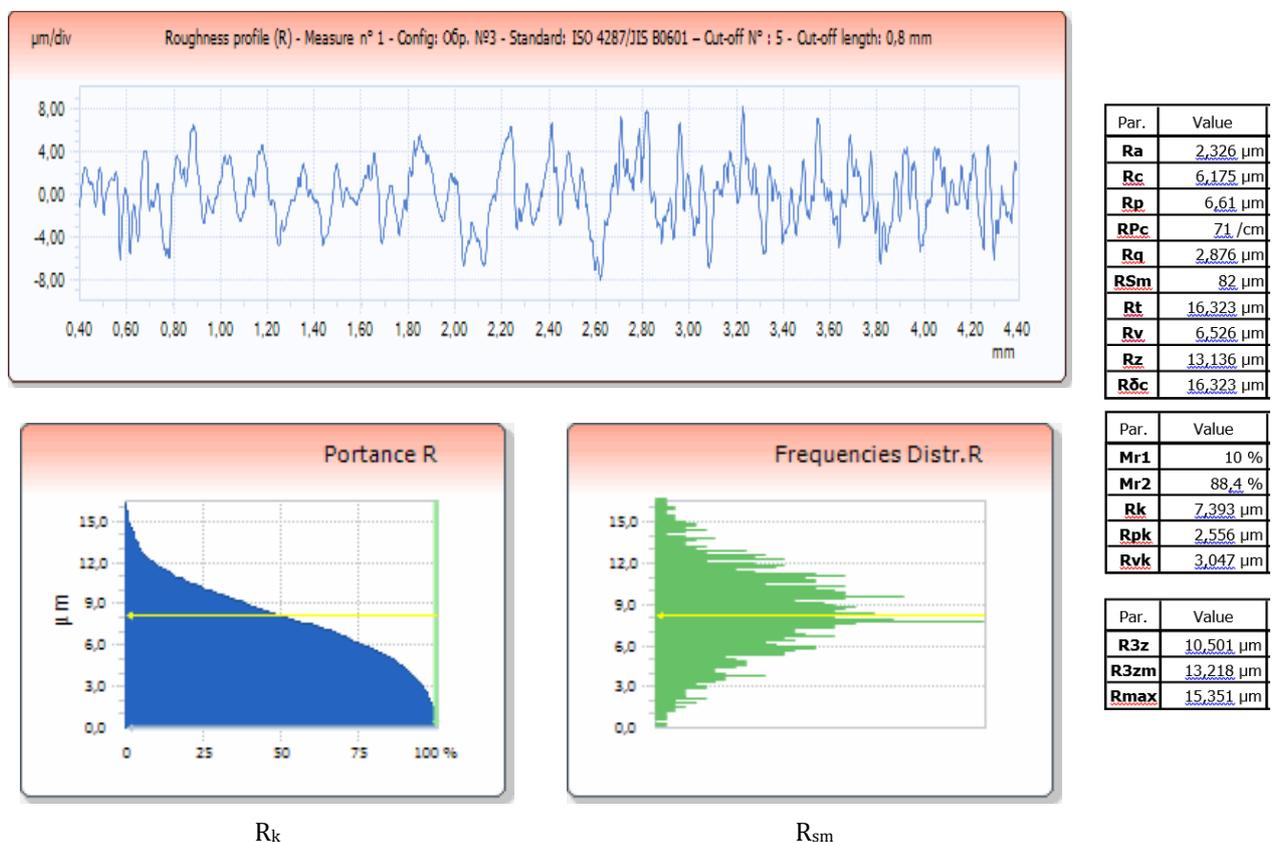 µm/div Roughness profile (R) - Measure n° 1 - Config: Обр. №3 - Standard: ISO 4287/JIS B0601 – Cut-off N° : 5 - Cut-off length: 0,8 mm
8,00
4,00
0,00
-4,00
-8,00
0,40 0,60 0,80 1,00 1,20 1,40 1,60 1,80 2,00 2,20 2,40 2,60 2,80 3,00 3,20 3,40 3,60 3,80 4,00 4,20 4,40
mm
Par. Value
Ra 2,326 µm
Rc 6,175 µm
Rp 6,61 µm
RPc 71 /cm
Rq 2,876 µm
RSm 82 µm
Rt 16,323 µm
Rv 6,526 µm
Rz 13,136 µm
Rδc 16,323 µm
Par. Value
Mr1 10 %
Mr2 88,4 %
Rk 7,393 µm
Rpk 2,556 µm
Rvk 3,047 µm
Par. Value
R3z 10,501 µm
R3zm 13,218 µm
Rmax 15,351 µm
Portance R
µm
15,0
12,0
9,0
6,0
3,0
0,0
0 25 50 75 100 %
Rk
Frequencies Distr.R
15,0
12,0
9,0
6,0
3,0
0,0
Rsm